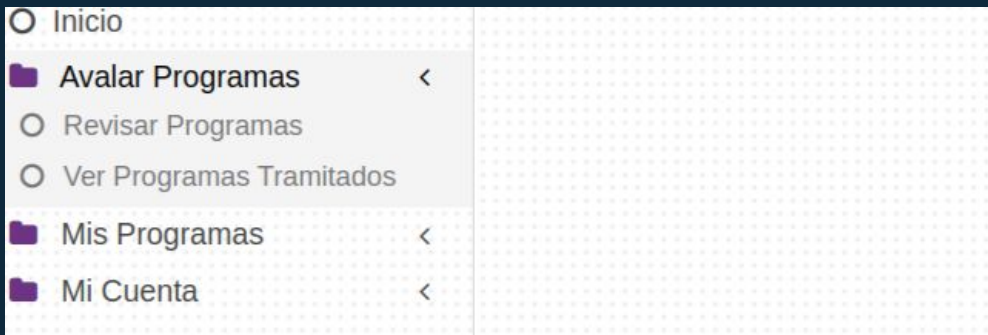 Inicio
Avalar Programas
Revisar Programas
Ver Programas Tramitados
Mis Programas
Mi Cuenta